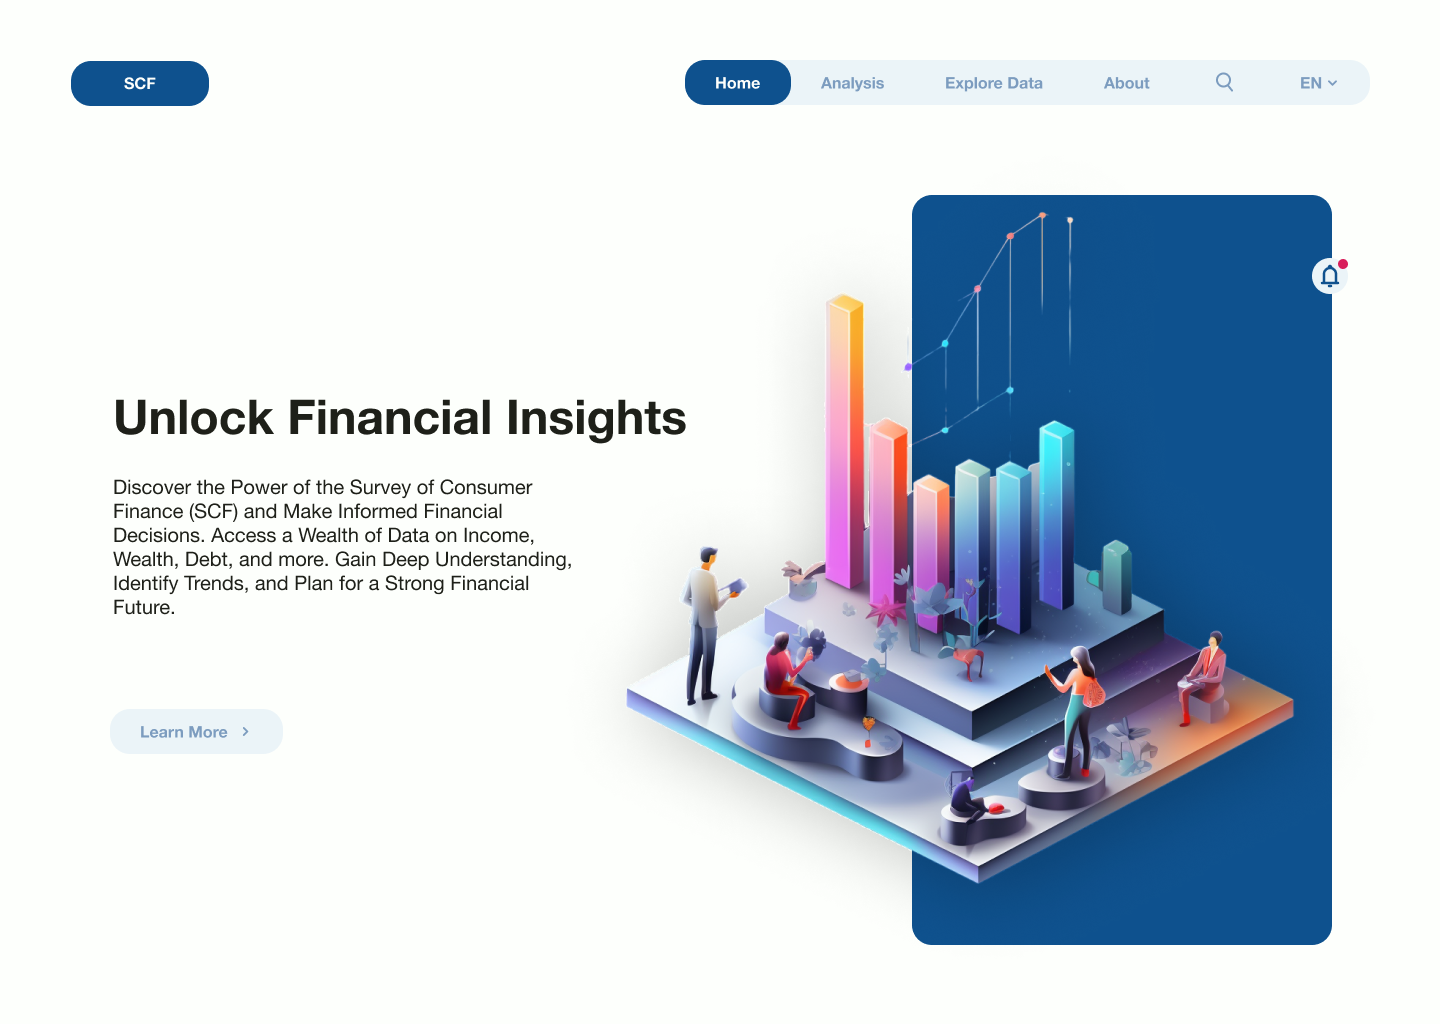 SCF
Home
Analysis
Explore Data
About
EN
Unlock Financial Insights
Discover the Power of the Survey of Consumer
Finance (SCF) and Make Informed Financial
Decisions. Access a Wealth of Data on Income,
Wealth, Debt, and more. Gain Deep Understanding,
Identify Trends, and Plan for a Strong Financial
Future.
Learn More